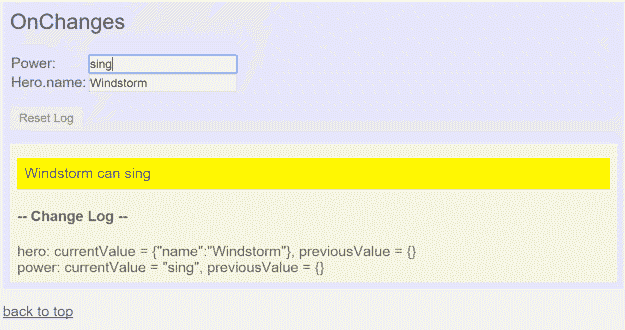 OnChanges
Power: sing
Hero.name: Windstorm
Reset Log
Windstorm can sing
-- Change Log --
hero: currentValue = {"name":"Windstorm"}, previousValue = {}
power: currentValue = "sing", previousValue = {}
back to top